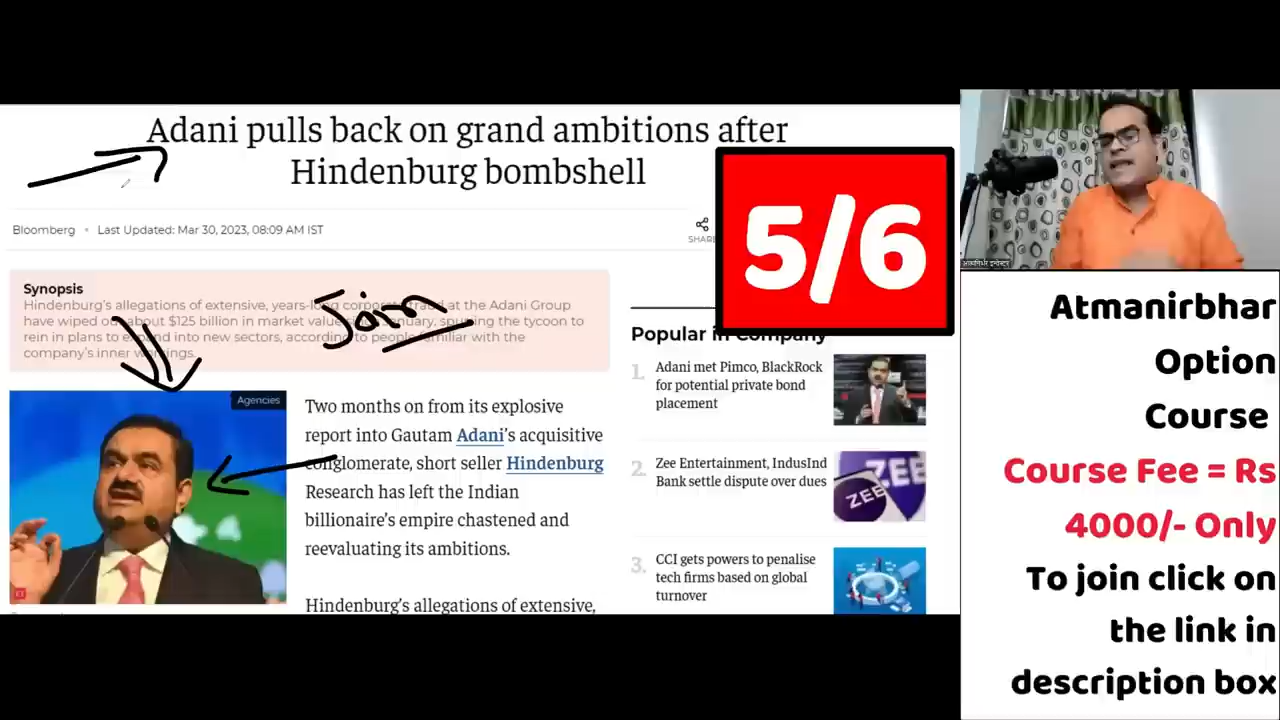 Adani pulls back on grand ambitions after
Hindenburg bombshell
Bloomberg • Last Updated: Mar 30, 2023, 08:09 AM IST
SHARE
5/6
Synopsis
Hindenburg's allegations of extensive, years-long corporate fraud at the Adani Group
have wiped out about $125 billion in market value since January, spurring the tycoon to
rein in plans to expand into new sectors, according to people familiar with the
company's inner workings.
Join
Agencies
ET
Two months on from its explosive
report into Gautam Adani's acquisitive
conglomerate, short seller Hindenburg
Research has left the Indian
billionaire's empire chastened and
reevaluating its ambitions.
Hindenburg's allegations of extensive,
Popular in Company
1. Adani met Pimco, BlackRock
for potential private bond
placement
2. Zee Entertainment, IndusInd
Bank settle dispute over dues
ZEE
ZEE
3. CCI gets powers to penalise
tech firms based on global
turnover
आत्मनिर्भर इन्वेस्टर
Atmanirbhar
Option
Course
Course Fee = Rs
4000/- Only
To join click on
the link in
description box